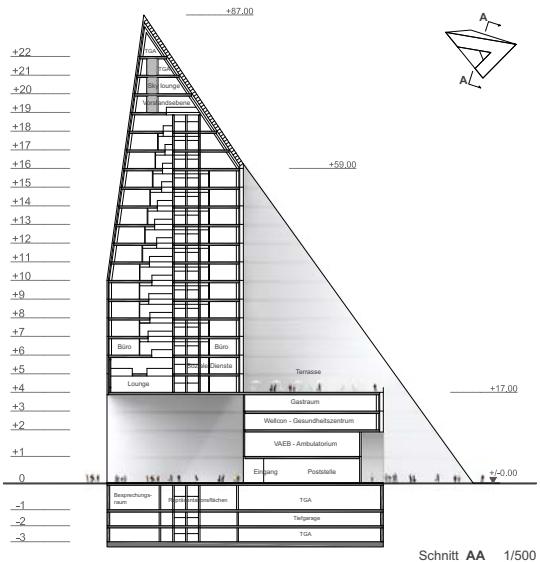 +87.00
A
A
+22
TGA
+21
TGA
+20
Sky lounge
+19
Vorstandsebene
+18
+17
+16
+59.00
+15
+14
+13
+12
+11
+10
+9
+8
+7
Büro
Büro
+6
Soziale Dienste
+5
Terrasse
Lounge
+4
+17.00
Gastraum
+3
Wellcon - Gesundheitszentrum
+2
VAEB - Ambulatorium
+1
Eingang
Poststelle
0
+/-0.00
Besprechungs-
raum
Repräsentationsflächen
TGA
-1
Tiefgarage
-2
TGA
-3
Schnitt AA 1/500